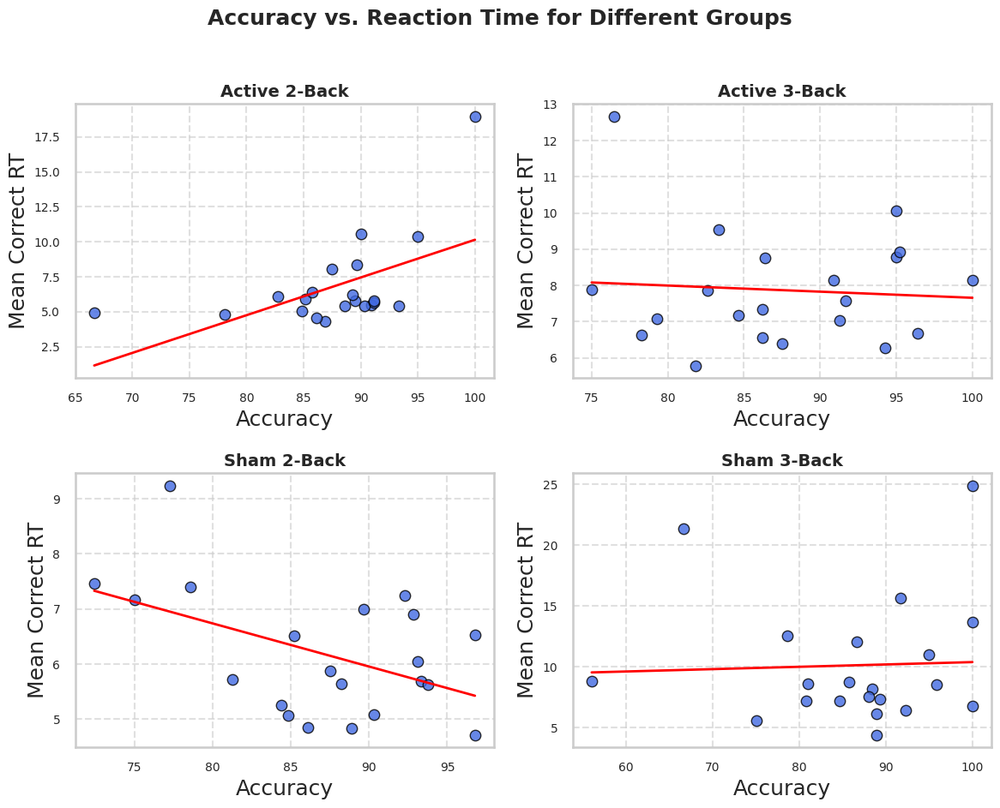 Accuracy vs. Reaction Time for Different Groups
Active 2-Back
Mean Correct RT
17.5
15.0
12.5
10.0
7.5
5.0
2.5
65 70 75 80 85 90 95 100
Accuracy
Active 3-Back
Mean Correct RT
13
12
11
10
9
8
7
6
75 80 85 90 95 100
Accuracy
Sham 2-Back
Mean Correct RT
9
8
7
6
5
75 80 85 90 95
Accuracy
Sham 3-Back
Mean Correct RT
25
20
15
10
5
60 70 80 90 100
Accuracy